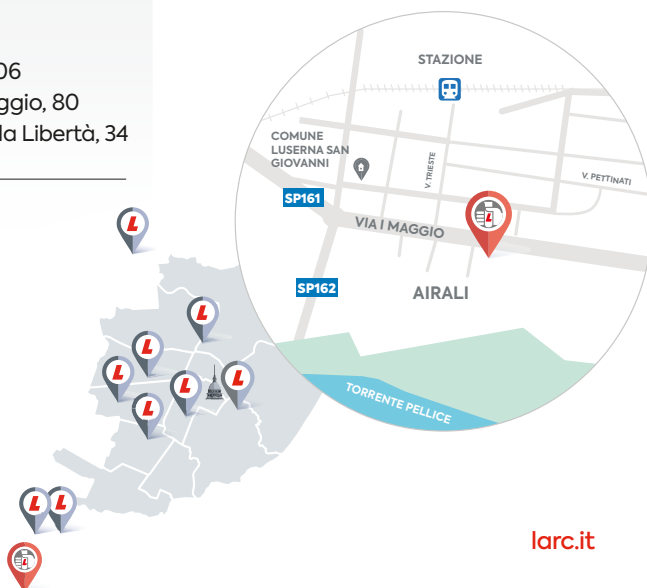 06
ggio, 80
la Libertà, 34
STAZIONE
COMUNE
LUSERNA SAN
GIOVANNI
V. TRIESTE
V. PETTINATI
SP161
VIA I MAGGIO
SP162
AIRALI
TORRENTE PELLICE
L
L
L
L
L
L
L
L
L
larc.it